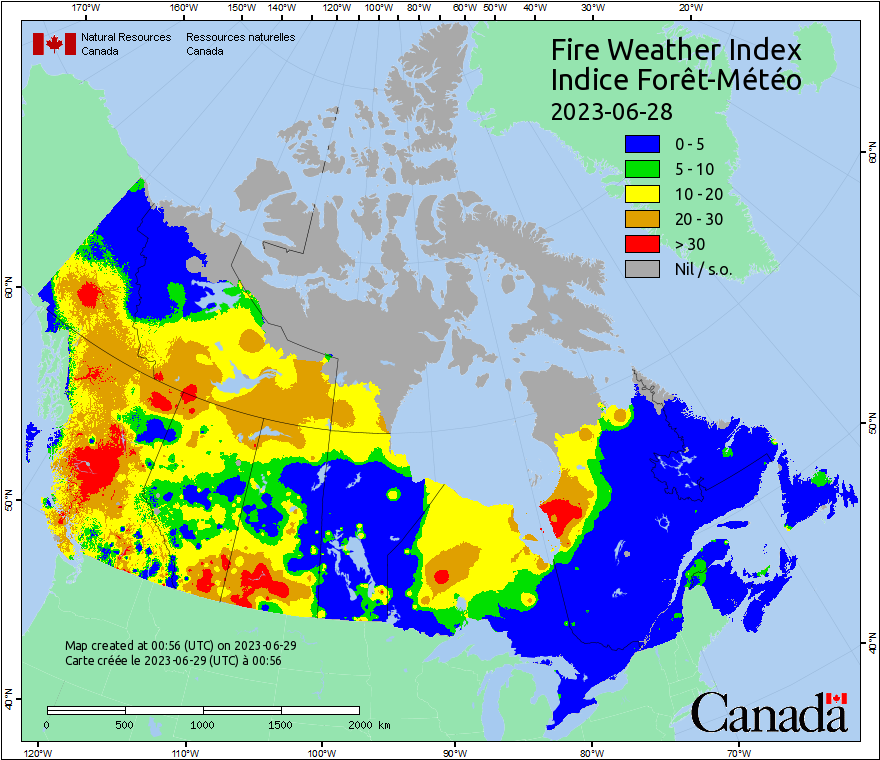 170°W 160°W 150°W 140°W 130°W 120°W 110°W 100°W 90°W 80°W 70°W 60°W 50°W 40°W 30°W 20°W
Natural Resources Canada
Ressources naturelles Canada
Fire Weather Index
Indice Forêt-Météo
2023-06-28
0 - 5
5 - 10
10 - 20
20 - 30
> 30
Nil / s.o.
60°N
60°N
50°N
50°N
40°N
40°N
Map created at 00:56 (UTC) on 2023-06-29
Carte créée le 2023-06-29 (UTC) à 00:56
0 500 1000 1500 2000 km
Canada
120°W 110°W 100°W 90°W 80°W 70°W